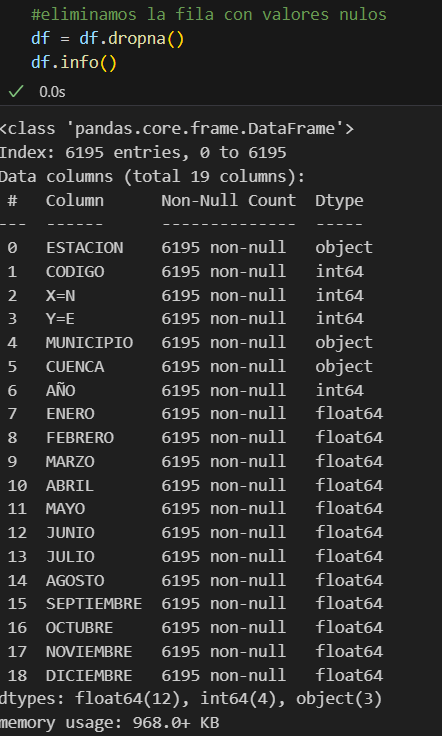 #eliminamos la fila con valores nulos
df = df.dropna()
df.info()
0.0s
<class 'pandas.core.frame.DataFrame'>
Index: 6195 entries, 0 to 6195
Data columns (total 19 columns):
 #   Column      Non-Null Count  Dtype
---  ------      --------------  -----
 0   ESTACION    6195 non-null   object
 1   CODIGO      6195 non-null   int64
 2   X=N         6195 non-null   int64
 3   Y=E         6195 non-null   int64
 4   MUNICIPIO   6195 non-null   object
 5   CUENCA      6195 non-null   object
 6   AÑO         6195 non-null   int64
 7   ENERO       6195 non-null   float64
 8   FEBRERO     6195 non-null   float64
 9   MARZO       6195 non-null   float64
 10  ABRIL       6195 non-null   float64
 11  MAYO        6195 non-null   float64
 12  JUNIO       6195 non-null   float64
 13  JULIO       6195 non-null   float64
 14  AGOSTO      6195 non-null   float64
 15  SEPTIEMBRE  6195 non-null   float64
 16  OCTUBRE     6195 non-null   float64
 17  NOVIEMBRE   6195 non-null   float64
 18  DICIEMBRE   6195 non-null   float64
dtypes: float64(12), int64(4), object(3)
memory usage: 968.0+ KB